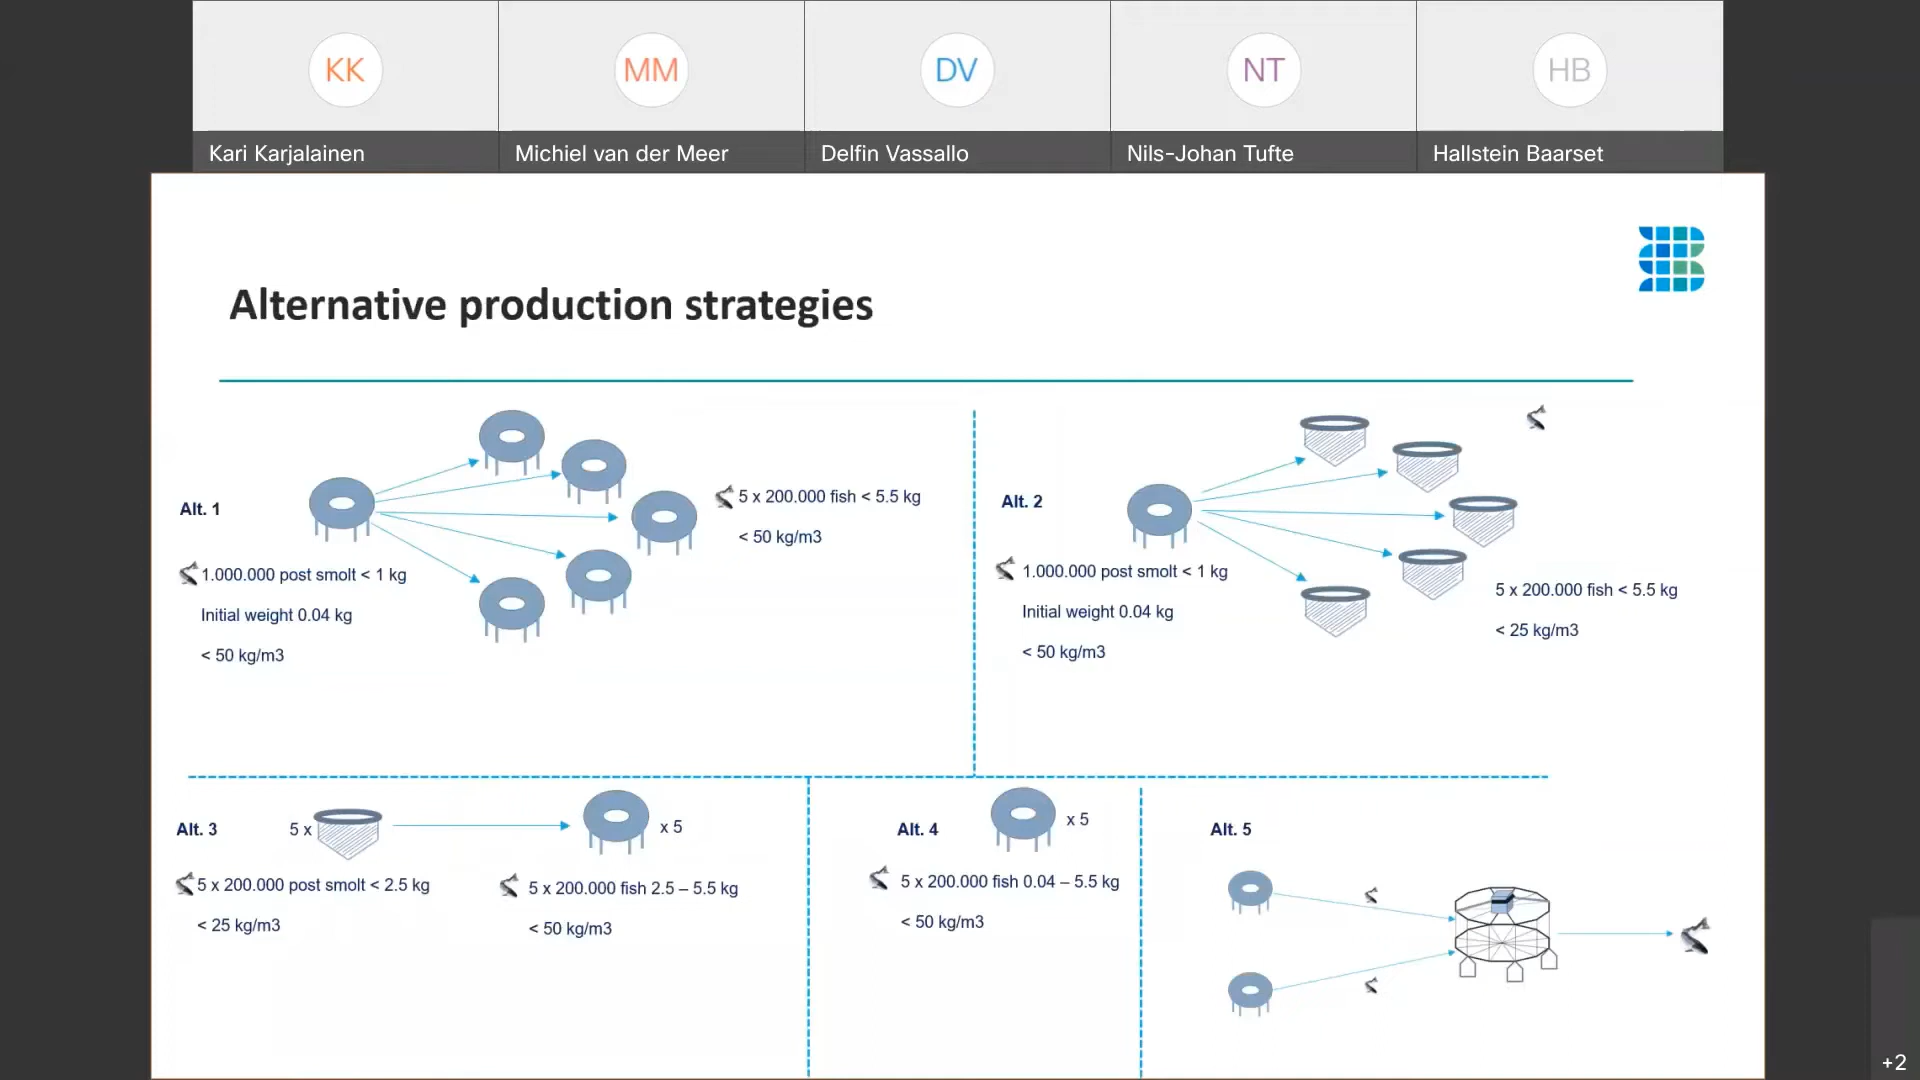 KK
MM
DV
NT
HB
Kari Karjalainen
Michiel van der Meer
Delfin Vassallo
Nils-Johan Tufte
Hallstein Baarset
Alternative production strategies
Alt. 1
5 x 200.000 fish < 5.5 kg
< 50 kg/m3
1.000.000 post smolt < 1 kg
Initial weight 0.04 kg
< 50 kg/m3
Alt. 2
1.000.000 post smolt < 1 kg
Initial weight 0.04 kg
< 50 kg/m3
5 x 200.000 fish < 5.5 kg
< 25 kg/m3
Alt. 3
5 x
x 5
5 x 200.000 post smolt < 2.5 kg
< 25 kg/m3
5 x 200.000 fish 2.5 – 5.5 kg
< 50 kg/m3
Alt. 4
x 5
5 x 200.000 fish 0.04 – 5.5 kg
< 50 kg/m3
Alt. 5
+2